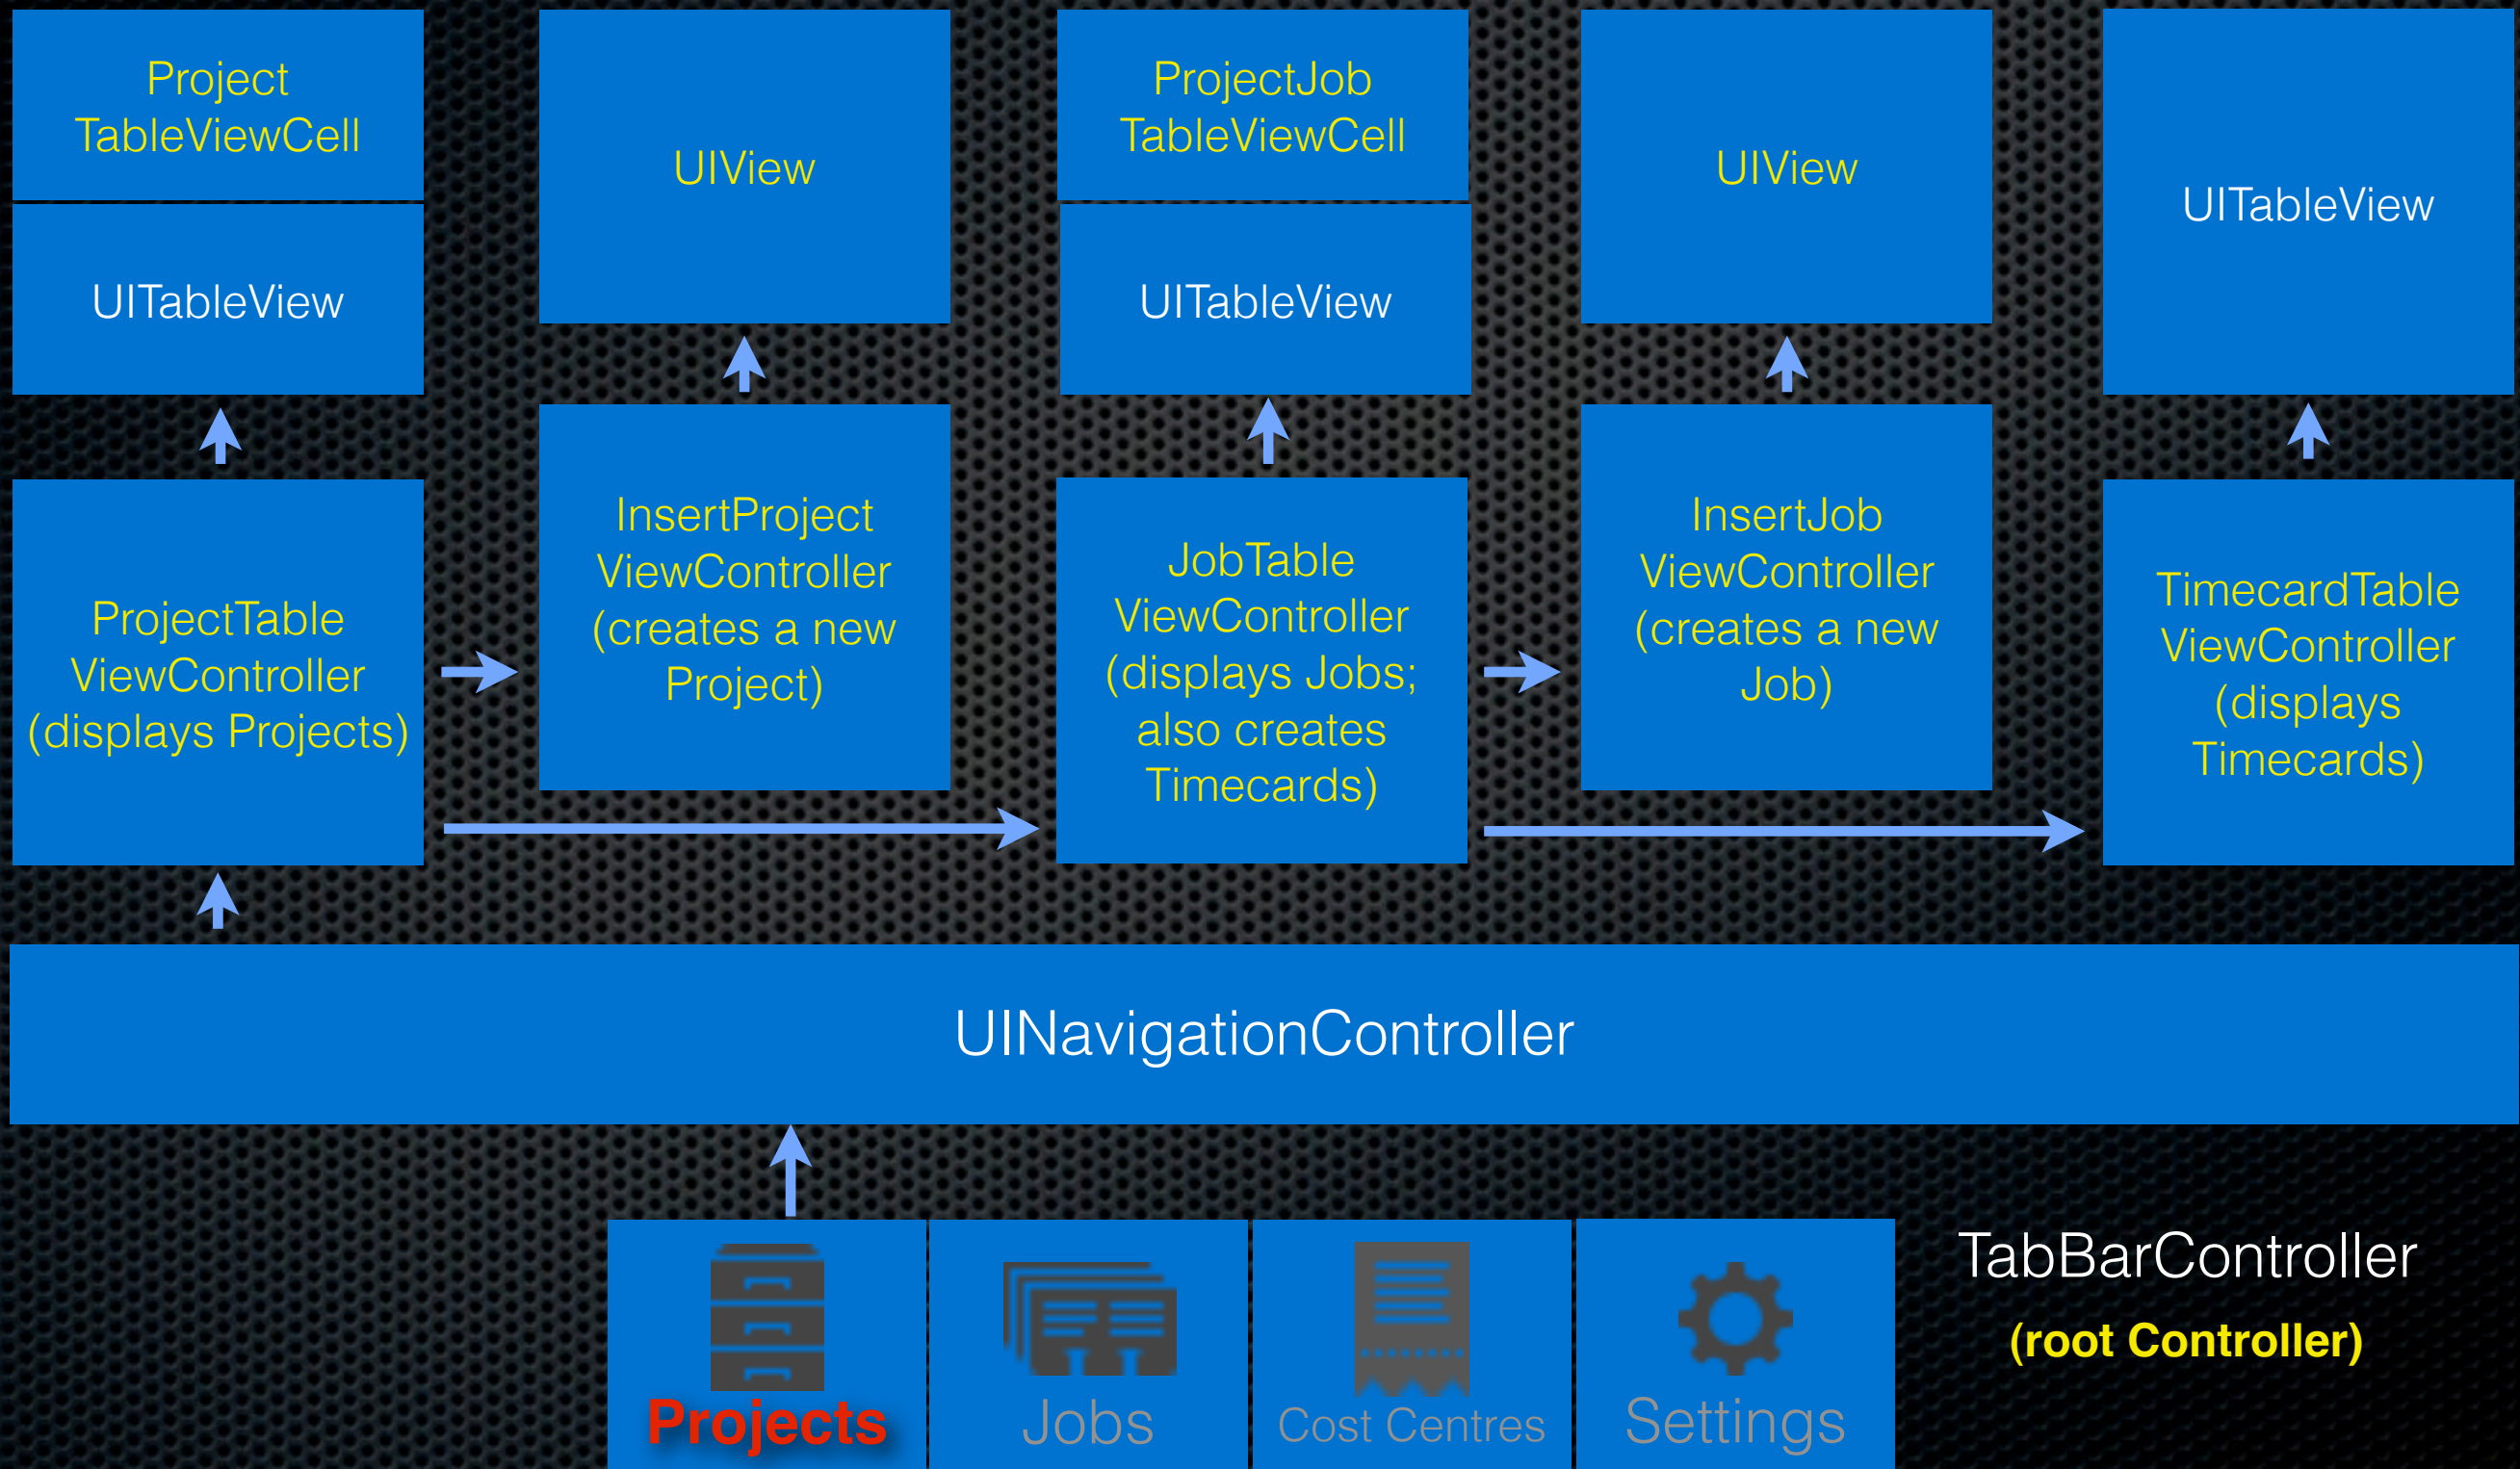 Project
TableViewCell
UITableView
UIView
ProjectJob
TableViewCell
UITableView
UIView
UITableView
ProjectTable
ViewController
(displays Projects)
InsertProject
ViewController
(creates a new
Project)
JobTable
ViewController
(displays Jobs;
also creates
Timecards)
InsertJob
ViewController
(creates a new
Job)
TimecardTable
ViewController
(displays
Timecards)
UINavigationController
Projects
Jobs
Cost Centres
Settings
TabBarController
(root Controller)